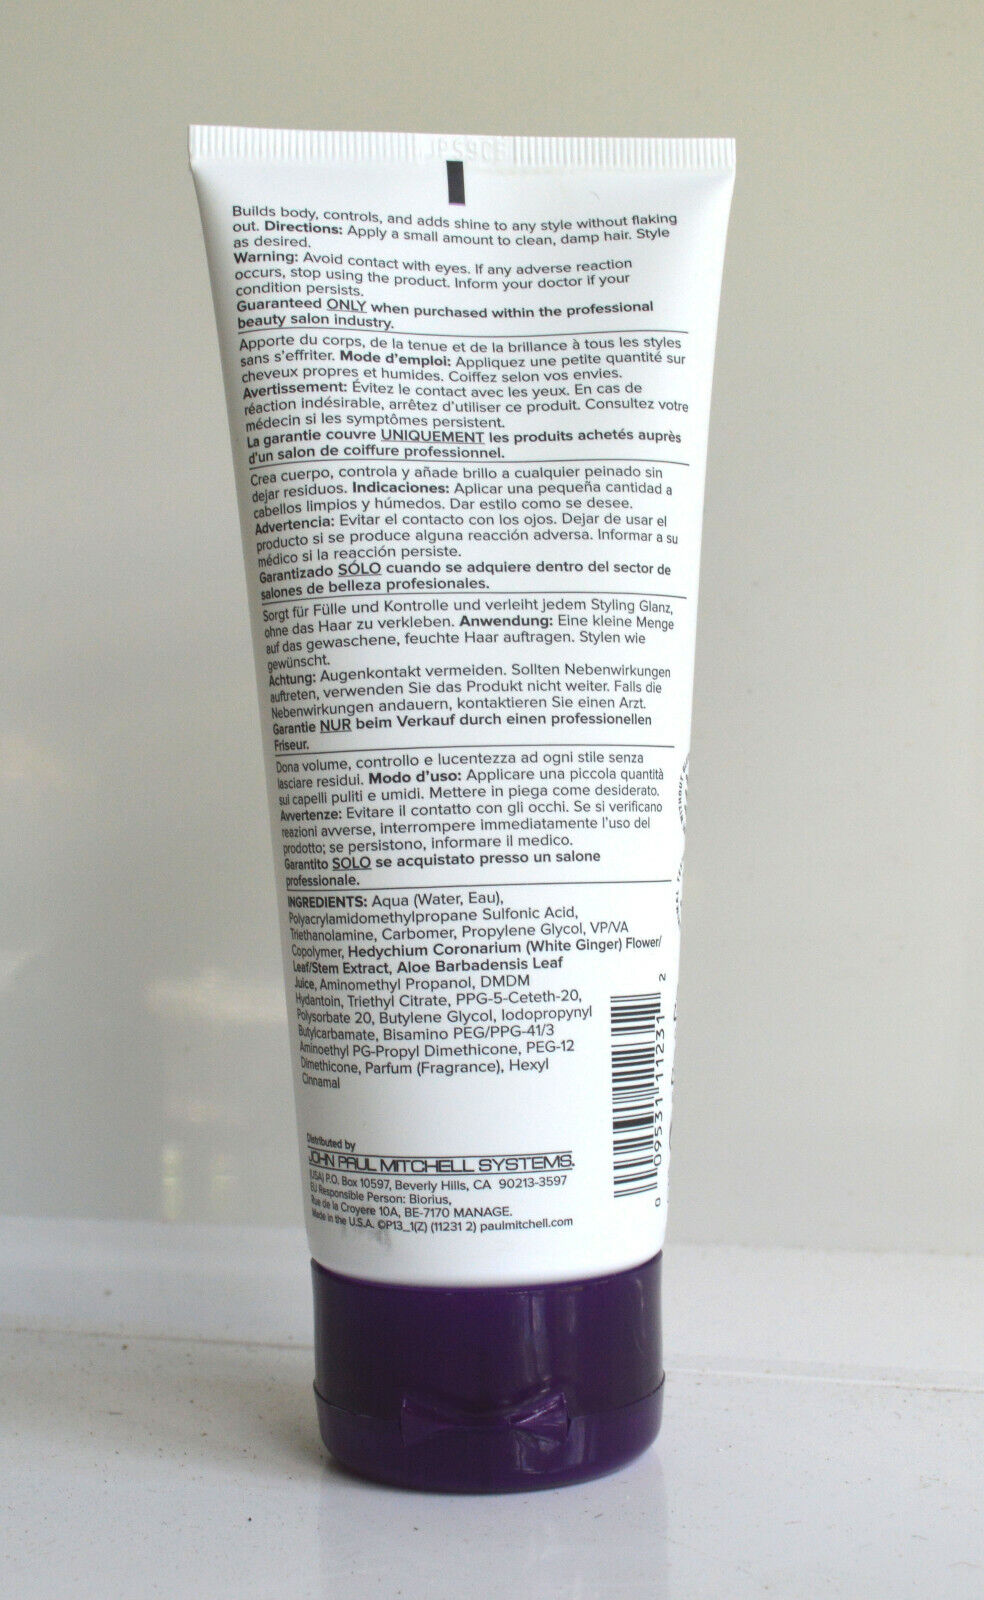 Builds body, controls, and adds shine to any style without flaking
out. Directions: Apply a small amount to clean, damp hair. Style
as desired.
Warning: Avoid contact with eyes. If any adverse reaction
occurs, stop using the product. Inform your doctor if your
condition persists.
Guaranteed ONLY when purchased within the professional
beauty salon industry.
Apporte du corps, de la tenue et de la brillance à tous les styles
sans s'effriter. Mode d'emploi: Appliquez une petite quantité sur
cheveux propres et humides. Coiffez selon vos envies.
Avertissement: Évitez le contact avec les yeux. En cas de
réaction indésirable, arrêtez d'utiliser ce produit. Consultez votre
médecin si les symptômes persistent.
La garantie couvre UNIQUEMENT les produits achetés auprès
d'un salon de coiffure professionnel.
Crea cuerpo, controla y añade brillo a cualquier peinado sin
dejar residuos. Indicaciones: Aplicar una pequeña cantidad a
cabellos limpios y húmedos. Dar estilo como se desee.
Advertencia: Evitar el contacto con los ojos. Dejar de usar el
producto si se produce alguna reacción adversa. Informar a su
médico si la reacción persiste.
Garantizado SÓLO cuando se adquiere dentro del sector de
salones de belleza profesionales.
Sorgt für Fülle und Kontrolle und verleiht jedem Styling Glanz,
ohne das Haar zu verkleben. Anwendung: Eine kleine Menge
auf das gewaschene, feuchte Haar auftragen. Stylen wie
gewünscht.
Achtung: Augenkontakt vermeiden. Sollten Nebenwirkungen
auftreten, verwenden Sie das Produkt nicht weiter. Falls die
Nebenwirkungen andauern, kontaktieren Sie einen Arzt.
Garantie NUR beim Verkauf durch einen professionellen
Friseur.
Dona volume, controllo e lucentezza ad ogni stile senza
lasciare residui. Modo d'uso: Applicare una piccola quantità
sui capelli puliti e umidi. Mettere in piega come desiderato.
Avvertenze: Evitare il contatto con gli occhi. Se si verificano
reazioni avverse, interrompere immediatamente l'uso del
prodotto; se persistono, informare il medico.
Garantito SOLO se acquistato presso un salone
professionale.
INGREDIENTS: Aqua (Water, Eau),
Polyacrylamidomethylpropane Sulfonic Acid,
Triethanolamine, Carbomer, Propylene Glycol, VP/VA
Copolymer, Hedychium Coronarium (White Ginger) Flower/
Leaf/Stem Extract, Aloe Barbadensis Leaf
Juice, Aminomethyl Propanol, DMDM
Hydantoin, Triethyl Citrate, PPG-5-Ceteth-20,
Polysorbate 20, Butylene Glycol, Iodopropynyl
Butylcarbamate, Bisamino PEG/PPG-41/3
Aminoethyl PG-Propyl Dimethicone, PEG-12
Dimethicone, Parfum (Fragrance), Hexyl
Cinnamal
Distributed by
JOHN PAUL MITCHELL SYSTEMS.
(USA) P.O. Box 10597, Beverly Hills, CA 90213-3597
EU Responsible Person: Biorius,
Rue de la Croyere 10A, BE-7170 MANAGE.
Made in the U.S.A. ©P13_1(Z) (11231 2) paulmitchell.com
0 09531 11231 2